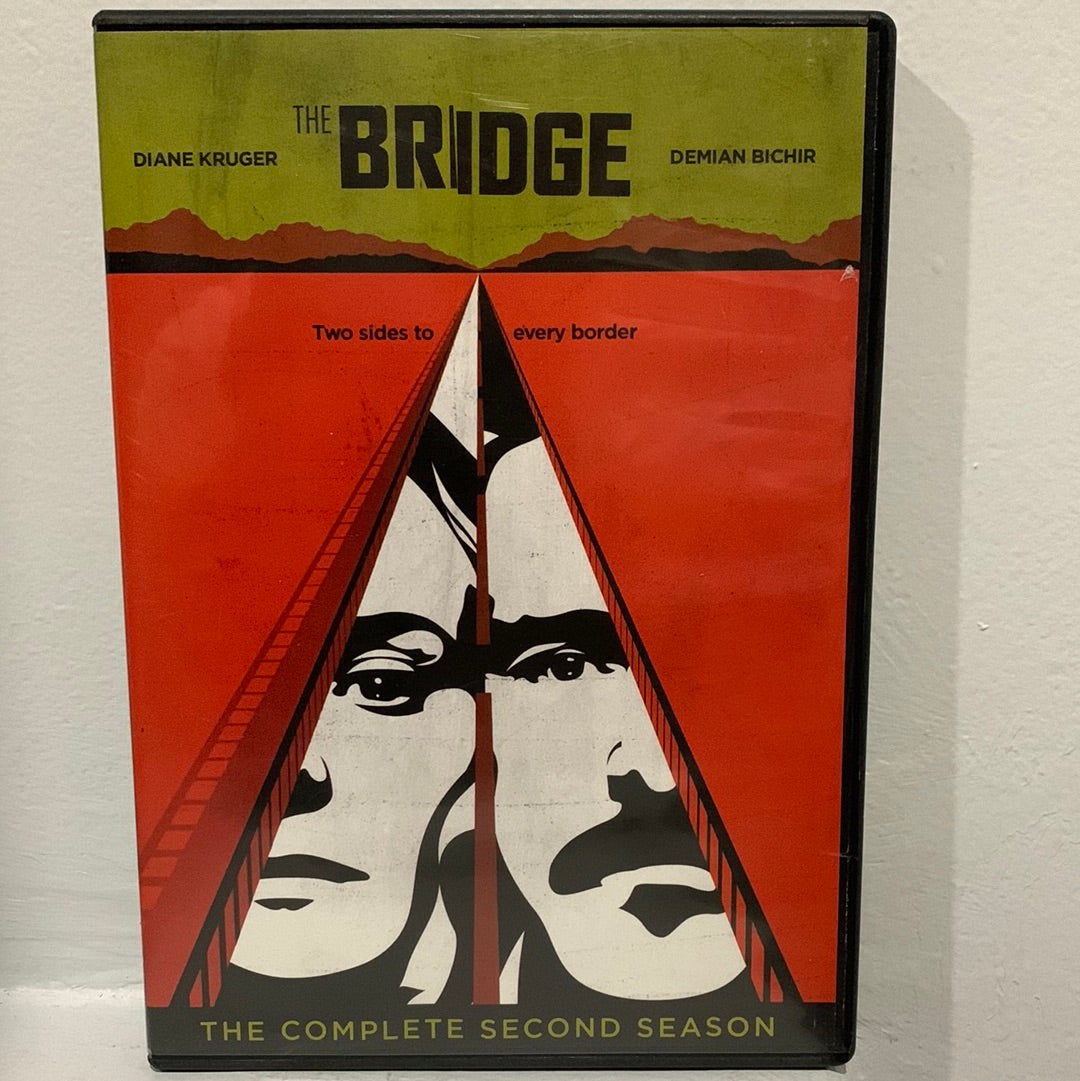 THE BRIDGE
DIANE KRUGER
DEMIAN BICHIR
Two sides to every border
THE COMPLETE SECOND SEASON